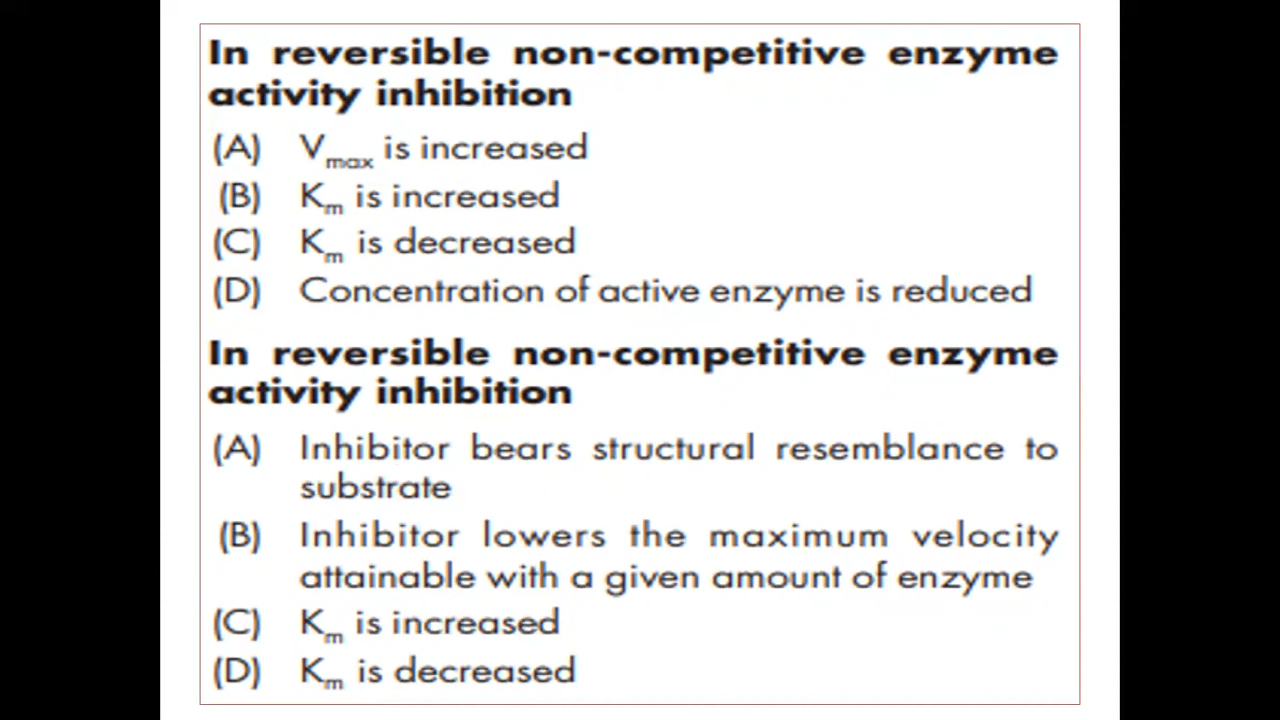 In reversible non-competitive enzyme
activity inhibition
(A) Vmax is increased
(B) Km is increased
(C) Km is decreased
(D) Concentration of active enzyme is reduced
In reversible non-competitive enzyme
activity inhibition
(A) Inhibitor bears structural resemblance to
substrate
(B) Inhibitor lowers the maximum velocity
attainable with a given amount of enzyme
(C) Km is increased
(D) Km is decreased